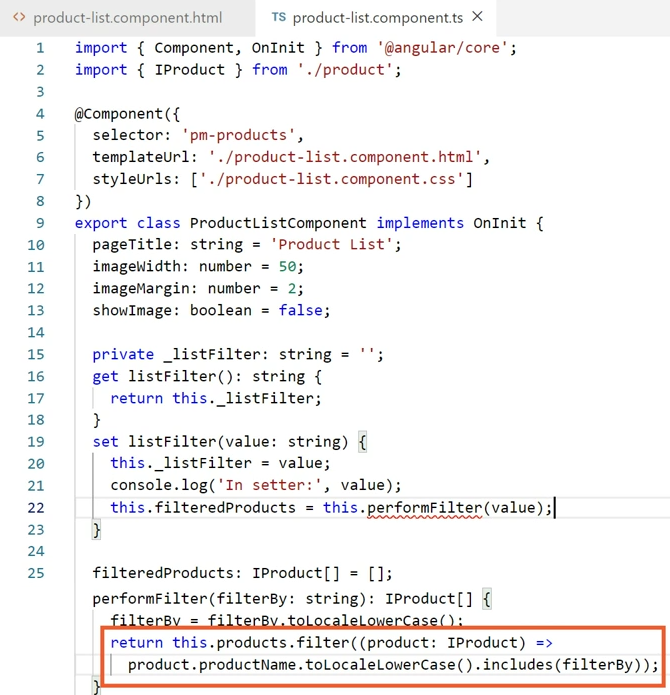 <> product-list.component.html
TS product-list.component.ts ×
1 import { Component, OnInit } from '@angular/core';
2 import { IProduct } from './product';
3
4 @Component({
5 selector: 'pm-products',
6 templateUrl: './product-list.component.html',
7 styleUrls: ['./product-list.component.css']
8 })
9 export class ProductListComponent implements OnInit {
10 pageTitle: string = 'Product List';
11 imageWidth: number = 50;
12 imageMargin: number = 2;
13 showImage: boolean = false;
14
15 private _listFilter: string = '';
16 get listFilter(): string {
17 return this._listFilter;
18 }
19 set listFilter(value: string) {
20 this._listFilter = value;
21 console.log('In setter:', value);
22 this.filteredProducts = this.performFilter(value);
23 }
24
25 filteredProducts: IProduct[] = [];
performFilter(filterBy: string): IProduct[] {
filterBy = filterBy.toLocaleLowerCase();
return this.products.filter((product: IProduct) =>
product.productName.toLocaleLowerCase().includes(filterBy));
}